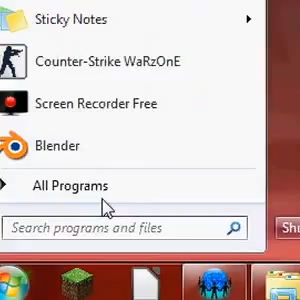 Sticky Notes
Counter-Strike WaRzOnE
Screen Recorder Free
Blender
All Programs
Search programs and files